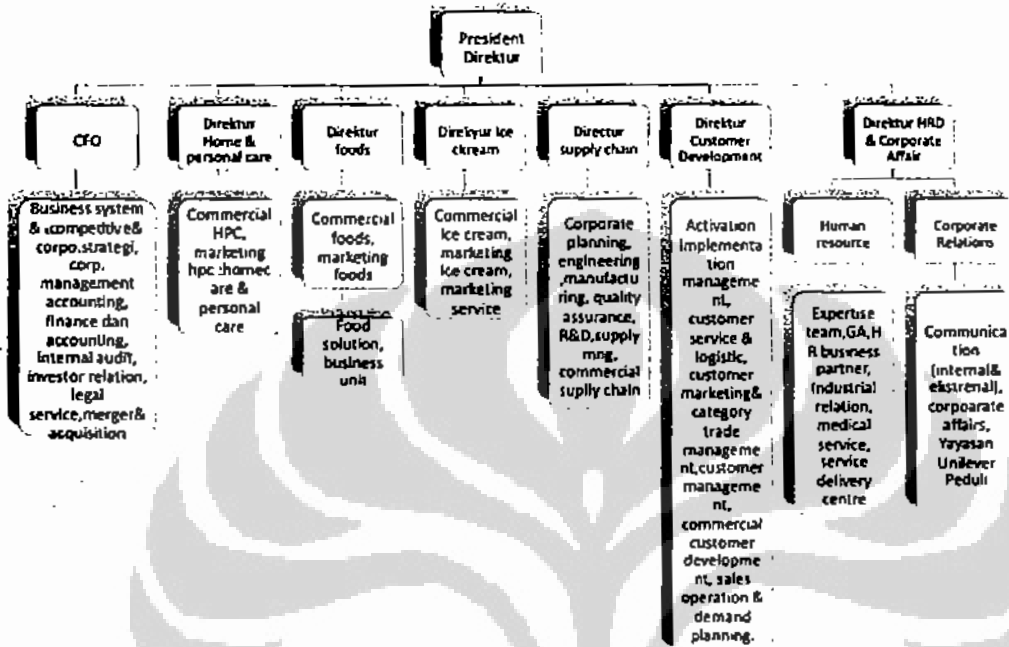 President
Direktur
CFO
Direktur
Home &
personal care
Direktur
foods
Direkyur Ice
ckream
Directur
supply chain
Direktur
Customer
Development
Direktur HRD
& Corporate
Affair
Business system
& :competitive&
corpo.strategi,
corp.
management
accounting,
finance dan
accounting,
internal audit,
investor relation,
legal
service,merger&
acquisition
Commercial
HPC,
marketing
hpc :homec
are &
personal
care
Commercial
foods,
marketing
foods
Food
solution,
business
unit
Commercial
Ice cream,
marketing
Ice cream,
marketing
service
Corporate
planning,
engineering
,manufactu
ring, quality
assurance,
R&D,supply
mng,
commercial
suplly chain
Activation
Implementa
tion
manageme
nt,
customer
service &
logistic,
customer
marketing&
category
trade
manageme
nt,customer
manageme
nt,
commercial
customer
developme
nt, sales
operation &
demand
planning.
Human
resource
Expertise
team,GA,H
R business
partner,
industrial
relation,
medical
service,
service
delivery
centre
Corporate
Relations
Communica
tion
(internal&
ekstrenal),
corpoarate
affairs,
Yayasan
Unilever
Peduli